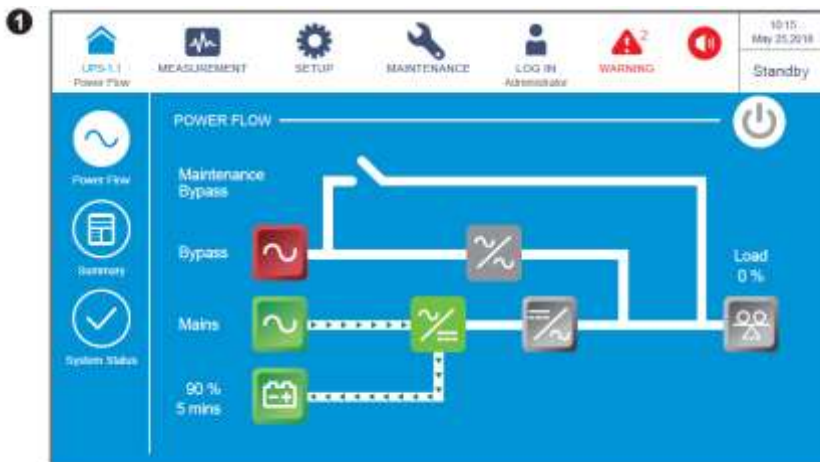 1
UPS-1.1
Power Flow
MEASUREMENT
SETUP
MAINTENANCE
LOG IN
Administrator
2
WARNING
10:15
May 25,2018
Standby
POWER FLOW
Power Flow
Summary
System Status
Maintenance
Bypass
Bypass
Mains
90 %
5 mins
Load
0 %